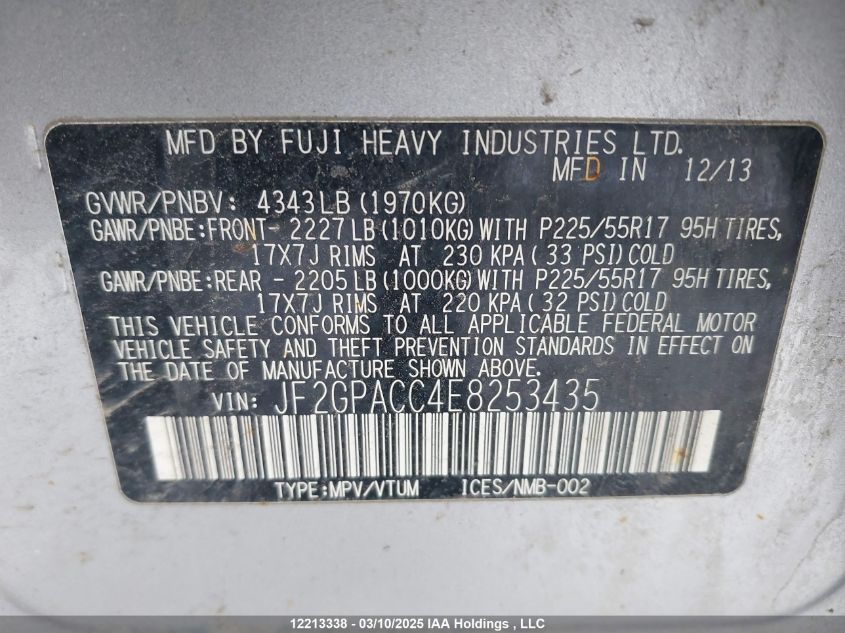 MFD BY FUJI HEAVY INDUSTRIES LTD.
MFD IN 12/13
GVWR/PNBV: 4343LB (1970KG)
GAWR/PNBE:FRONT- 2227 LB (1010KG) WITH P225/55R17 95H TIRES,
17X7J RIMS AT 230 KPA ( 33 PSI) COLD
GAWR/PNBE:REAR - 2205 LB (1000KG) WITH P225/55R17 95H TIRES,
17X7J RIMS AT 220 KPA ( 32 PSI) COLD
THIS VEHICLE CONFORMS TO ALL APPLICABLE FEDERAL MOTOR
VEHICLE SAFETY AND THEFT PREVENTION STANDARDS IN EFFECT ON
THE DATE OF MANUFACTURE SHOWN ABOVE.
VIN: JF2GPACC4E8253435
TYPE:MPV/VTUM ICES/NMB-002
12213338 - 03/10/2025 IAA Holdings , LLC